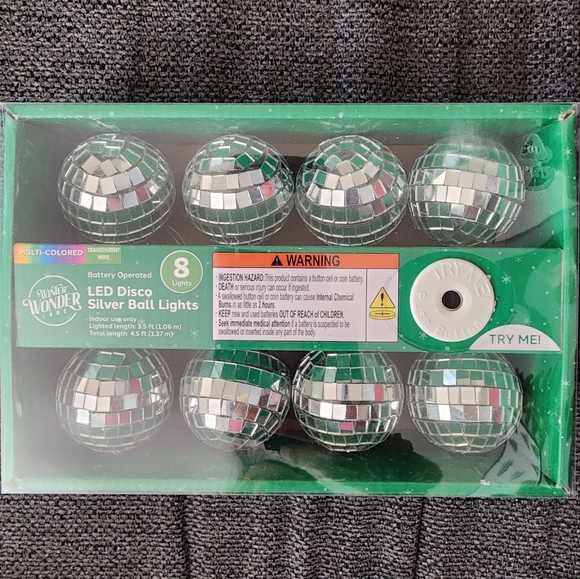 MULTI-COLORED
TRANSPARENT WIRE
Battery Operated
8
Lights
WINTER
WONDER
LANE
LED Disco
Silver Ball Lights
· Indoor use only
Lighted length: 3.5 ft (1.06 m)
Total length: 4.5 ft (1.37 m)
WARNING
· INGESTION HAZARD: This product contains a button cell or coin battery.
· DEATH or serious injury can occur if ingested.
· A swallowed button cell or coin battery can cause Internal Chemical
Burns in as little as 2 hours.
· KEEP new and used batteries OUT OF REACH of CHILDREN.
· Seek immediate medical attention if a battery is suspected to be
swallowed or inserted inside any part of the body.
TRY ME
TRY ME!